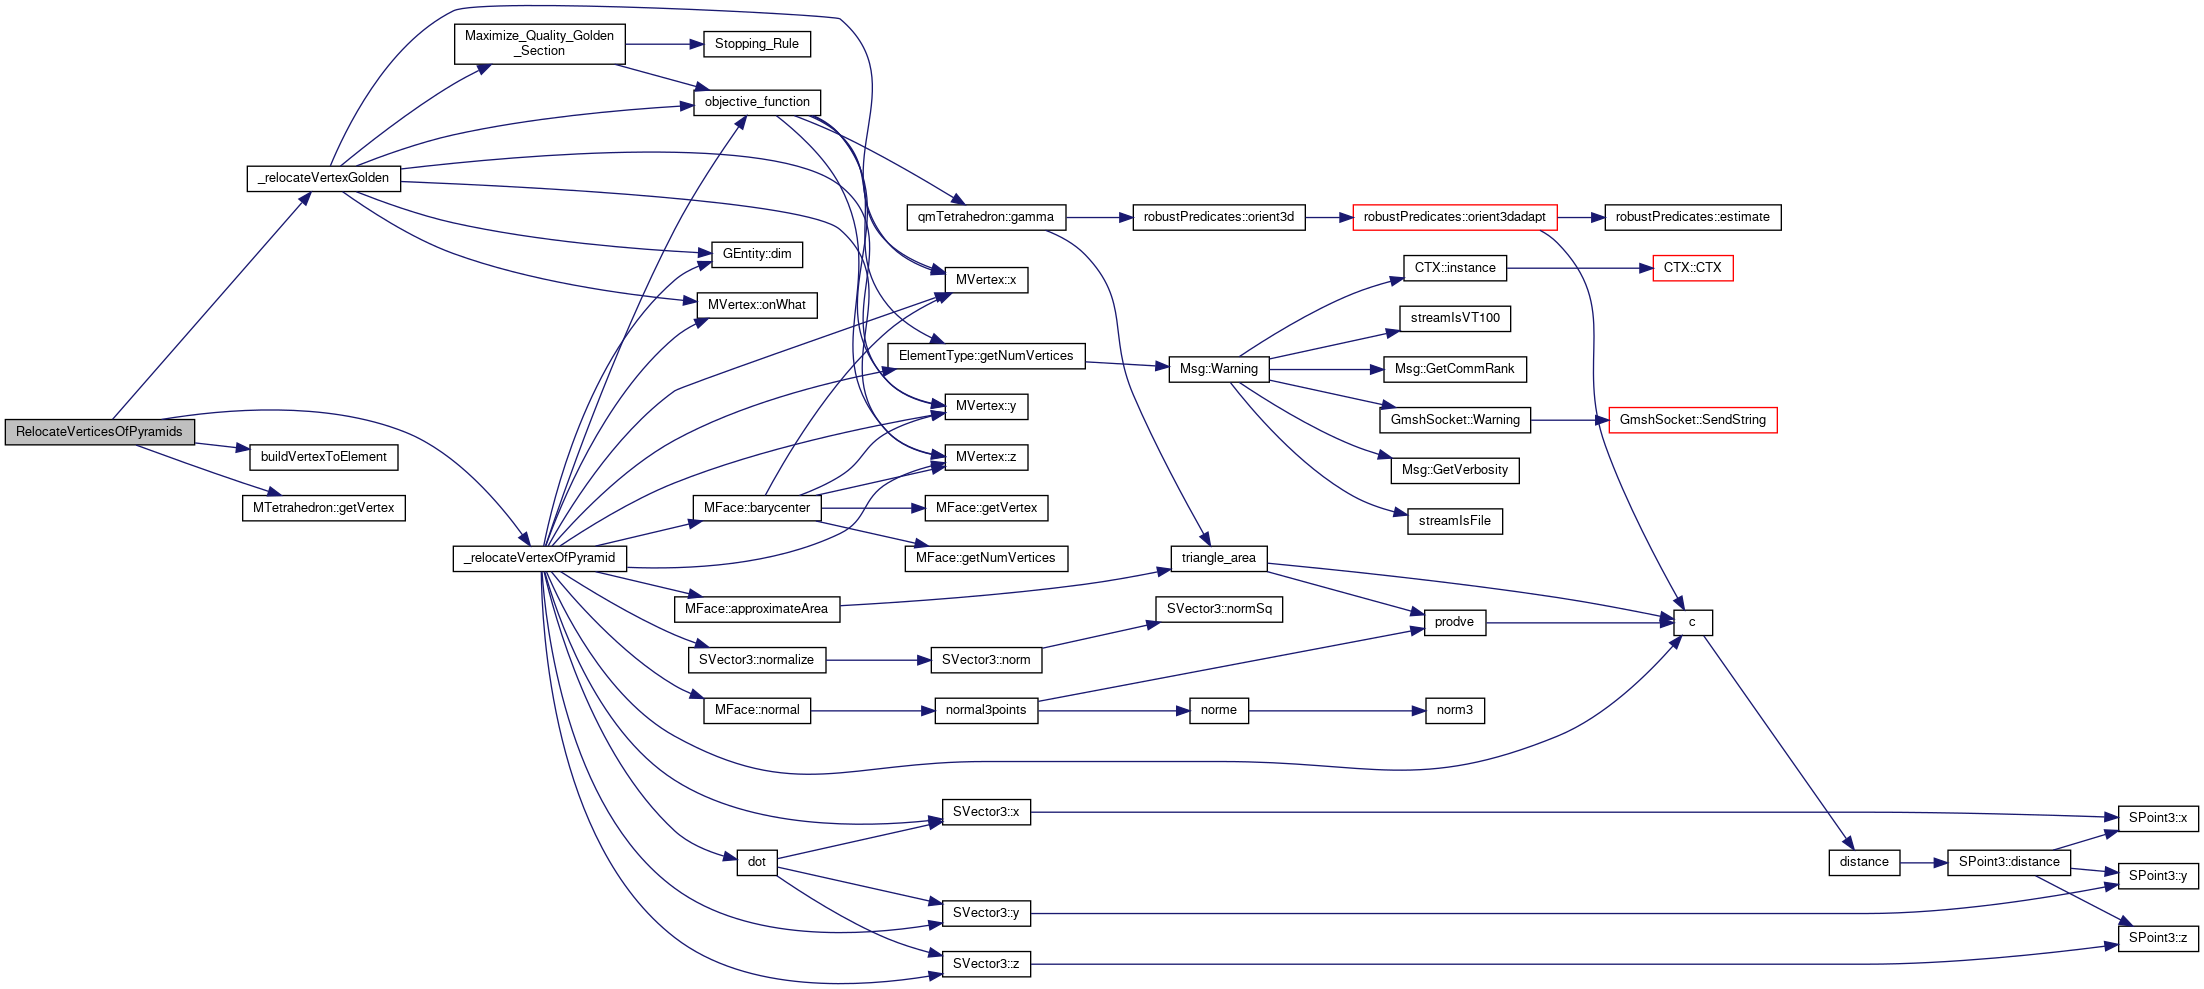 Maximize_Quality_Golden
_Section
Stopping_Rule
objective_function
_relocateVertexGolden
qmTetrahedron::gamma
robustPredicates::orient3d
robustPredicates::orient3dadapt
robustPredicates::estimate
GEntity::dim
MVertex::onWhat
MVertex::x
CTX::instance
CTX::CTX
streamIsVT100
ElementType::getNumVertices
Msg::Warning
Msg::GetCommRank
MVertex::y
GmshSocket::Warning
GmshSocket::SendString
RelocateVerticesOfPyramids
buildVertexToElement
MVertex::z
Msg::GetVerbosity
MTetrahedron::getVertex
MFace::barycenter
MFace::getVertex
streamIsFile
_relocateVertexOfPyramid
MFace::getNumVertices
triangle_area
MFace::approximateArea
SVector3::normSq
prodve
c
SVector3::normalize
SVector3::norm
MFace::normal
normal3points
norme
norm3
SVector3::x
SPoint3::x
dot
distance
SPoint3::distance
SPoint3::y
SVector3::y
SPoint3::z
SVector3::z